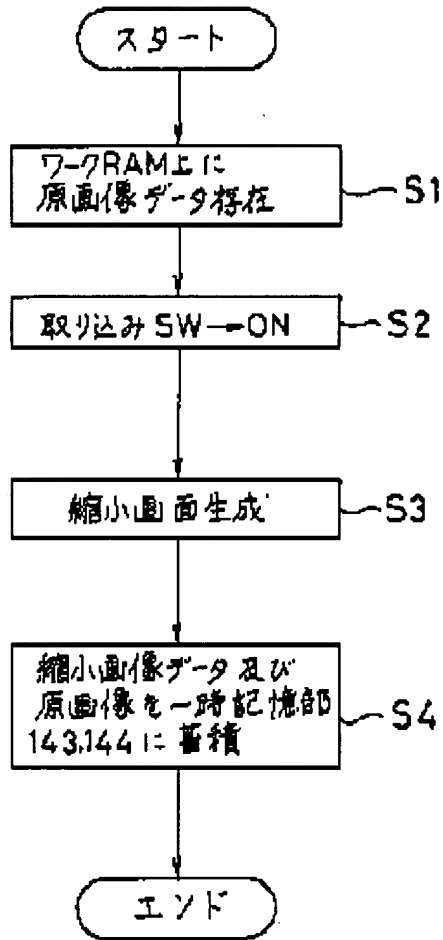 スタート
ワークRAM上に
原画像データ存在
S1
取り込みSW→ON
S2
縮小画面生成
S3
縮小画像データ及び
原画像を一時記憶部
143,144に蓄積
S4
エンド